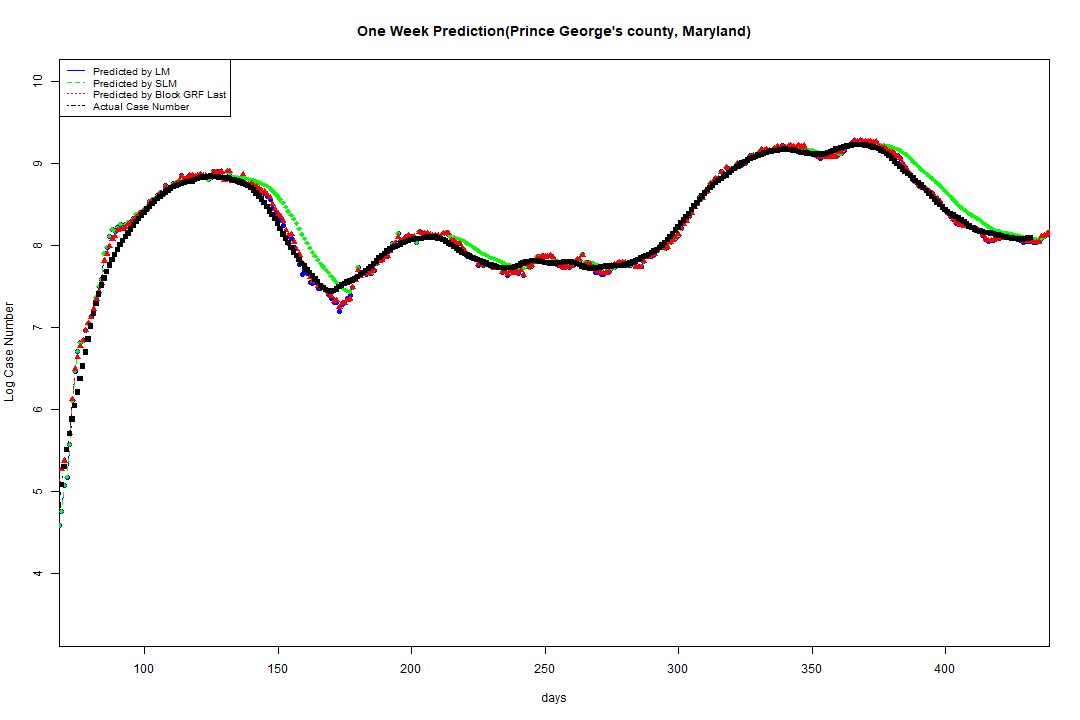 One Week Prediction(Prince George's county, Maryland)
Predicted by LM
Predicted by SLM
Predicted by Block GRF Last
Actual Case Number
10
9
8
7
6
5
4
Log Case Number
100 150 200 250 300 350 400
days